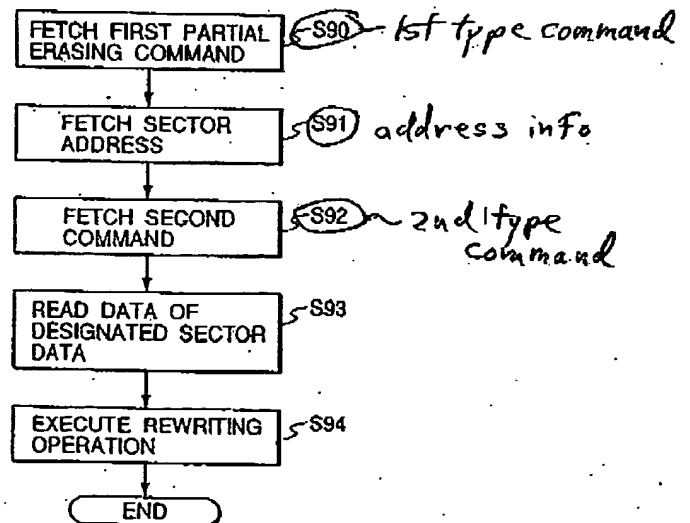 FETCH FIRST PARTIAL
ERASING COMMAND
S90 1st type command
FETCH SECTOR
ADDRESS
S91 address info
FETCH SECOND
COMMAND
S92 2nd type
command
READ DATA OF
DESIGNATED SECTOR
DATA
S93
EXECUTE REWRITING
OPERATION
S94
END